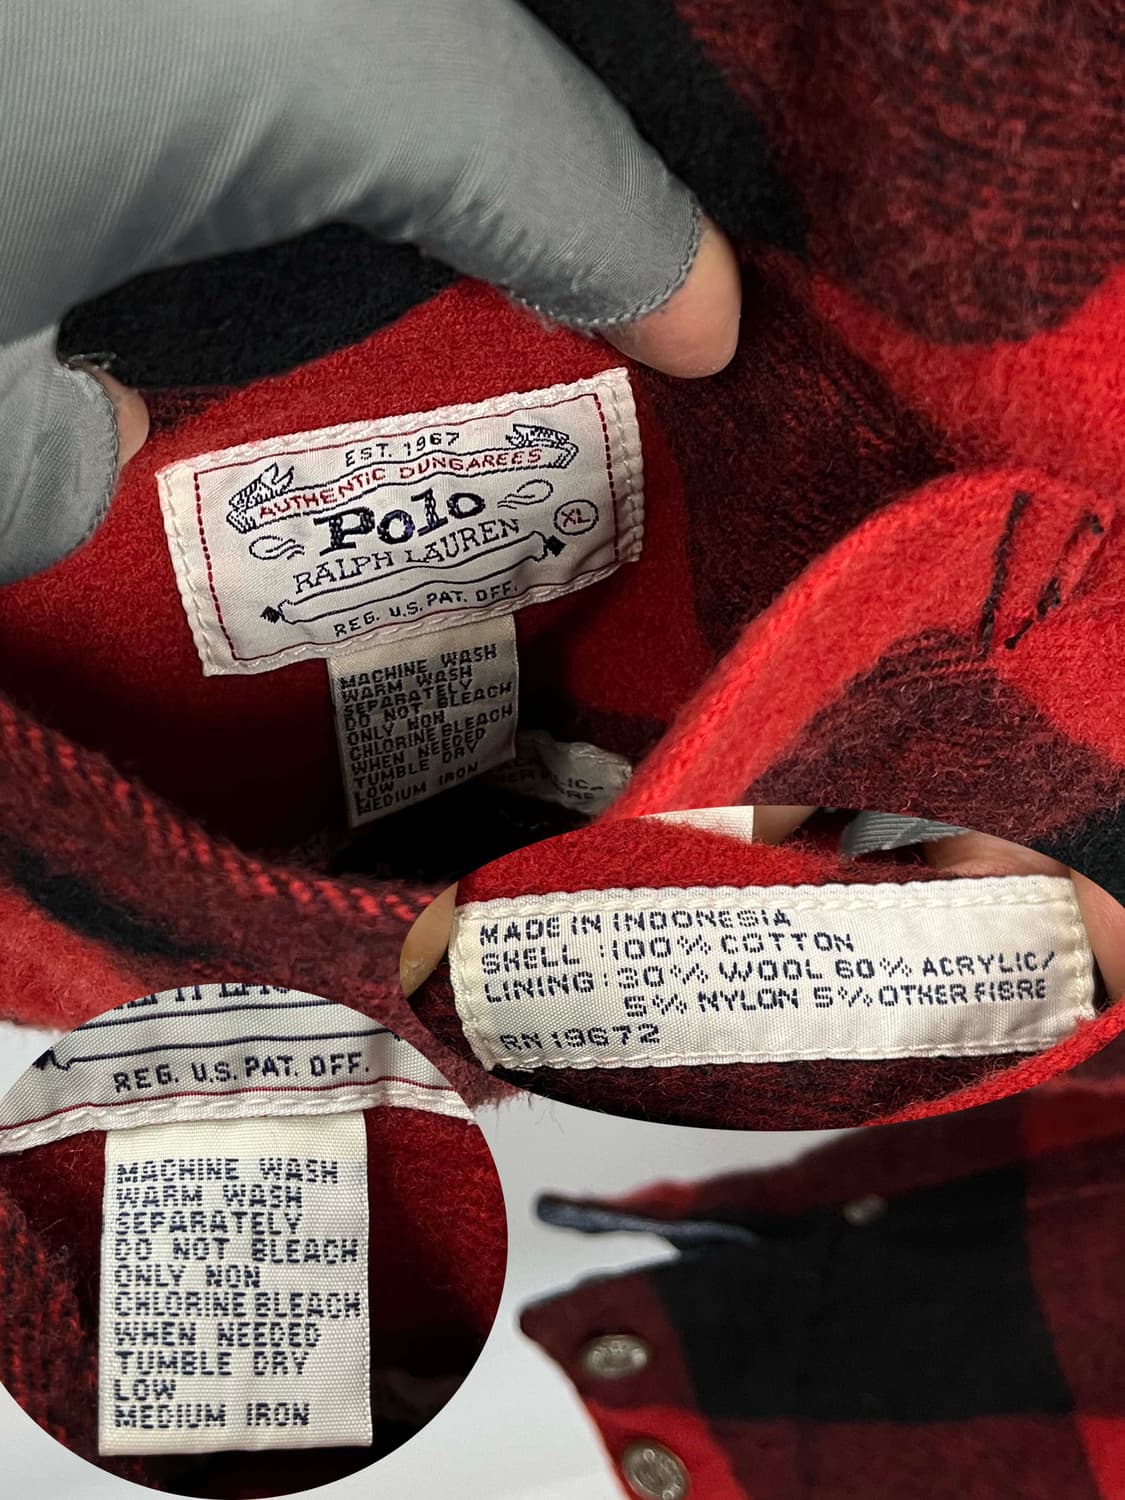 EST. 1967
AUTHENTIC DUNGAREES
Polo
XL
RALPH LAUREN
REG. U.S. PAT. OFF.
MACHINE WASH
WARM WASH
SEPARATELY
DO NOT BLEACH
ONLY NON
CHLORINE BLEACH
WHEN NEEDED
TUMBLE DRY
LOW
MEDIUM IRON
MADE IN INDONESIA
SHELL : 100% COTTON
LINING : 30% WOOL 60% ACRYLIC/
5% NYLON 5% OTHER FIBRE
RN 19672
REG. U.S. PAT. OFF.
MACHINE WASH
WARM WASH
SEPARATELY
DO NOT BLEACH
ONLY NON
CHLORINE BLEACH
WHEN NEEDED
TUMBLE DRY
LOW
MEDIUM IRON